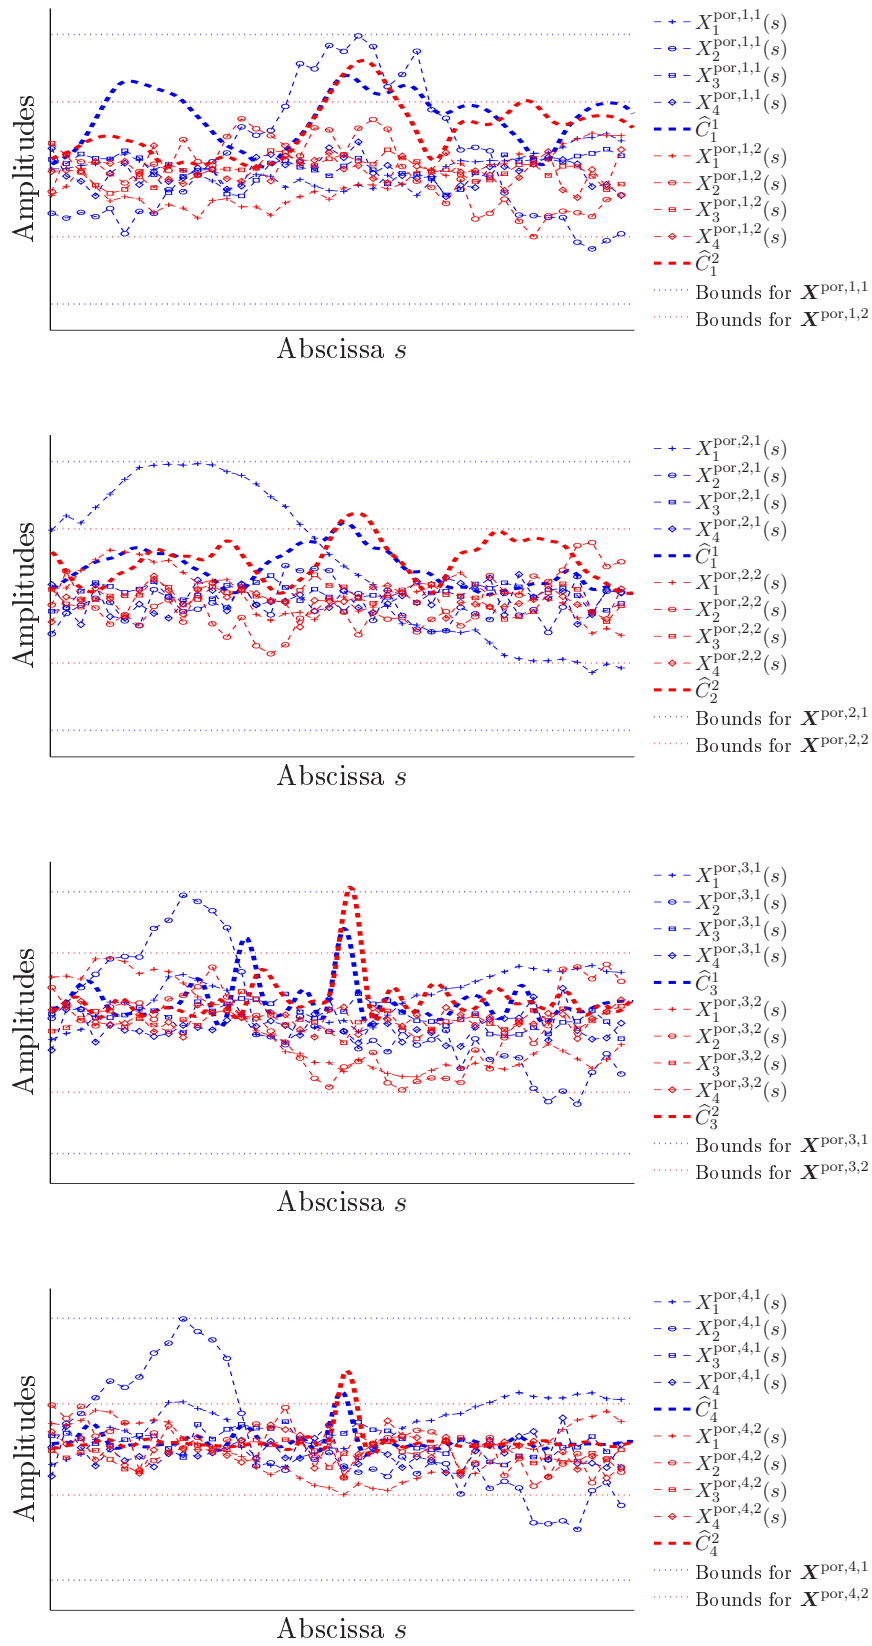 Amplitudes
Abscissa s
X_1^{por,1,1}(s)
X_2^{por,1,1}(s)
X_3^{por,1,1}(s)
X_4^{por,1,1}(s)
Ĉ_1^1
X_1^{por,1,2}(s)
X_2^{por,1,2}(s)
X_3^{por,1,2}(s)
X_4^{por,1,2}(s)
Ĉ_1^2
Bounds for X^{por,1,1}
Bounds for X^{por,1,2}
Amplitudes
Abscissa s
X_1^{por,2,1}(s)
X_2^{por,2,1}(s)
X_3^{por,2,1}(s)
X_4^{por,2,1}(s)
Ĉ_1^1
X_1^{por,2,2}(s)
X_2^{por,2,2}(s)
X_3^{por,2,2}(s)
X_4^{por,2,2}(s)
Ĉ_2^2
Bounds for X^{por,2,1}
Bounds for X^{por,2,2}
Amplitudes
Abscissa s
X_1^{por,3,1}(s)
X_2^{por,3,1}(s)
X_3^{por,3,1}(s)
X_4^{por,3,1}(s)
Ĉ_3^1
X_1^{por,3,2}(s)
X_2^{por,3,2}(s)
X_3^{por,3,2}(s)
X_4^{por,3,2}(s)
Ĉ_3^2
Bounds for X^{por,3,1}
Bounds for X^{por,3,2}
Amplitudes
Abscissa s
X_1^{por,4,1}(s)
X_2^{por,4,1}(s)
X_3^{por,4,1}(s)
X_4^{por,4,1}(s)
Ĉ_4^1
X_1^{por,4,2}(s)
X_2^{por,4,2}(s)
X_3^{por,4,2}(s)
X_4^{por,4,2}(s)
Ĉ_4^2
Bounds for X^{por,4,1}
Bounds for X^{por,4,2}